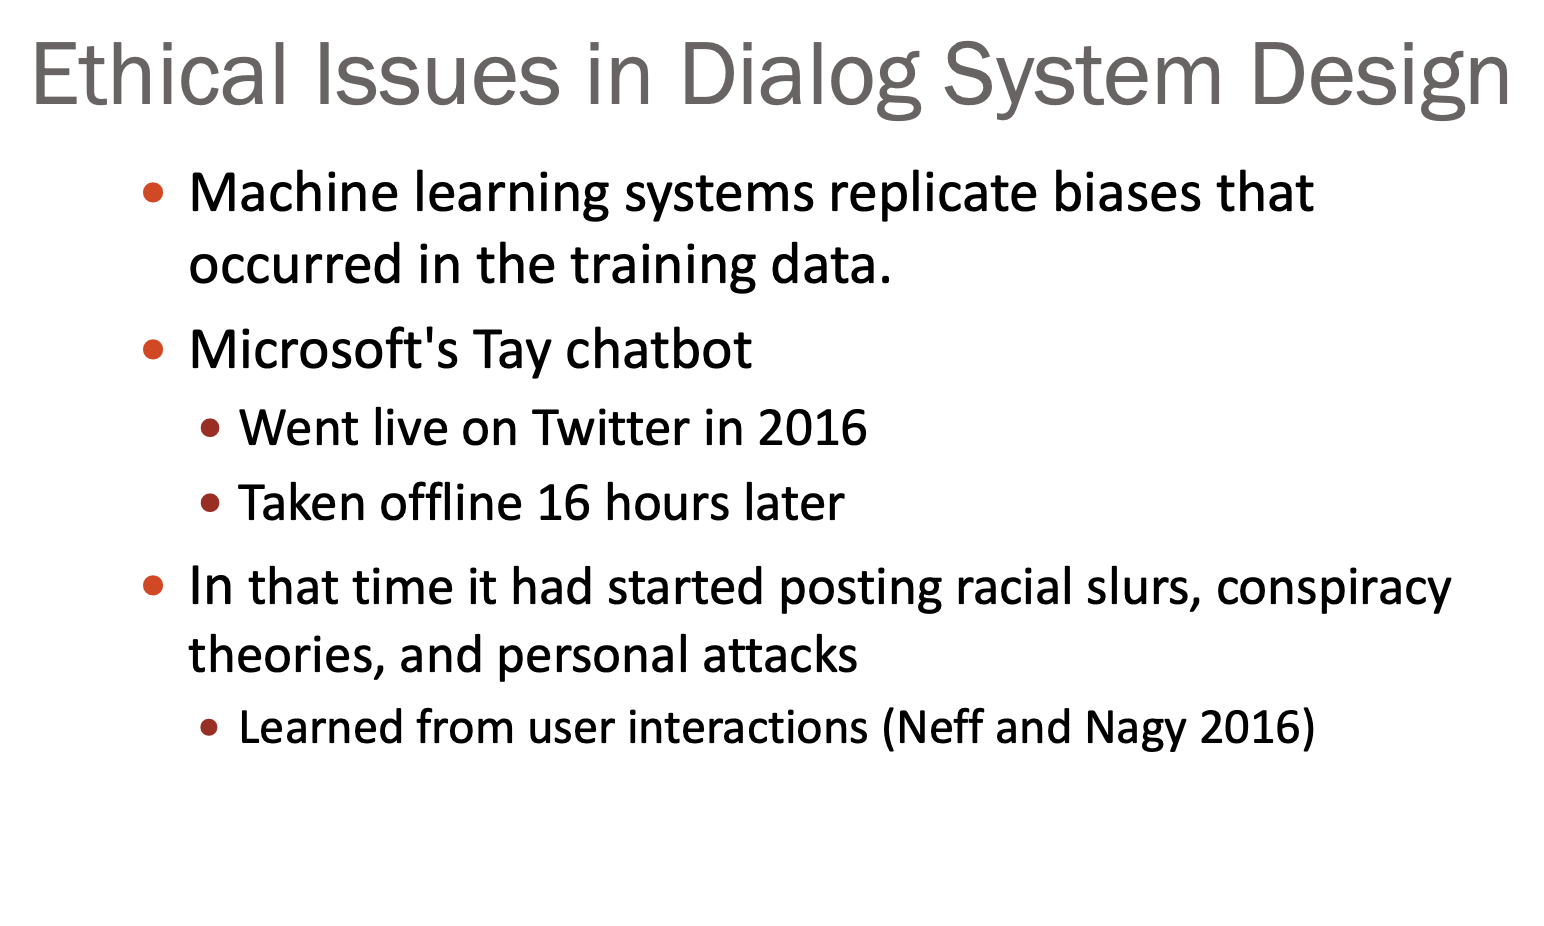 Ethical Issues in Dialog System Design
• Machine learning systems replicate biases that
occurred in the training data.
• Microsoft's Tay chatbot
• Went live on Twitter in 2016
• Taken offline 16 hours later
• In that time it had started posting racial slurs, conspiracy
theories, and personal attacks
• Learned from user interactions (Neff and Nagy 2016)